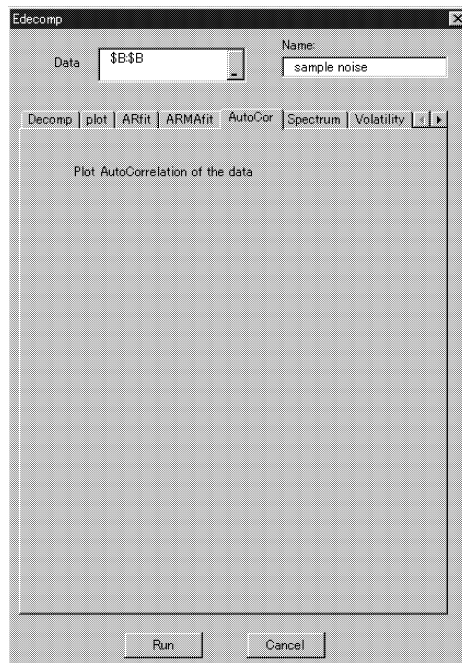 Edecomp
Name:
Data $B:$B
sample noise
Decomp plot ARfit ARMAfit AutoCor Spectrum Volatility
Plot AutoCorrelation of the data
Run Cancel